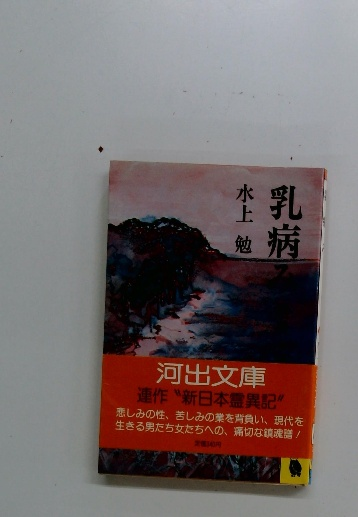 乳病み
水上 勉
河出文庫
連作〝新日本霊異記〟
悲しみの性、苦しみの業を背負い、現代を
生きる男たち女たちへの、痛切な鎮魂譜！